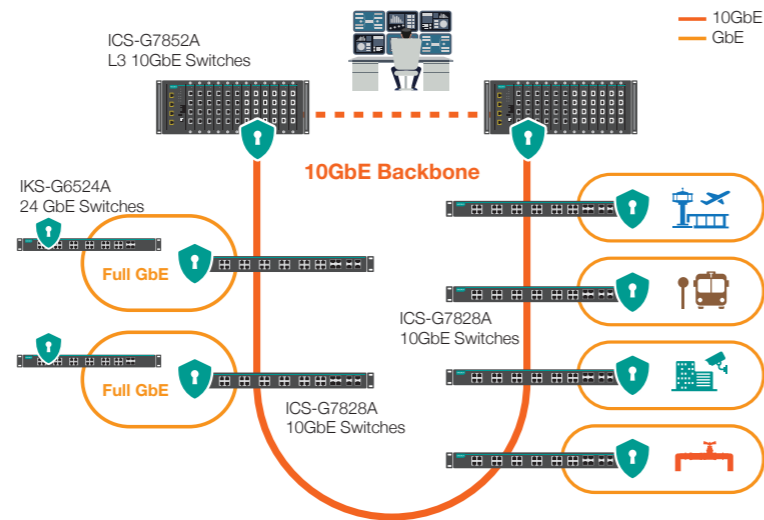 ICS-G7852A
L3 10GbE Switches
10GbE
GbE
10GbE Backbone
IKS-G6524A
24 GbE Switches
Full GbE
ICS-G7828A
10GbE Switches
Full GbE
ICS-G7828A
10GbE Switches